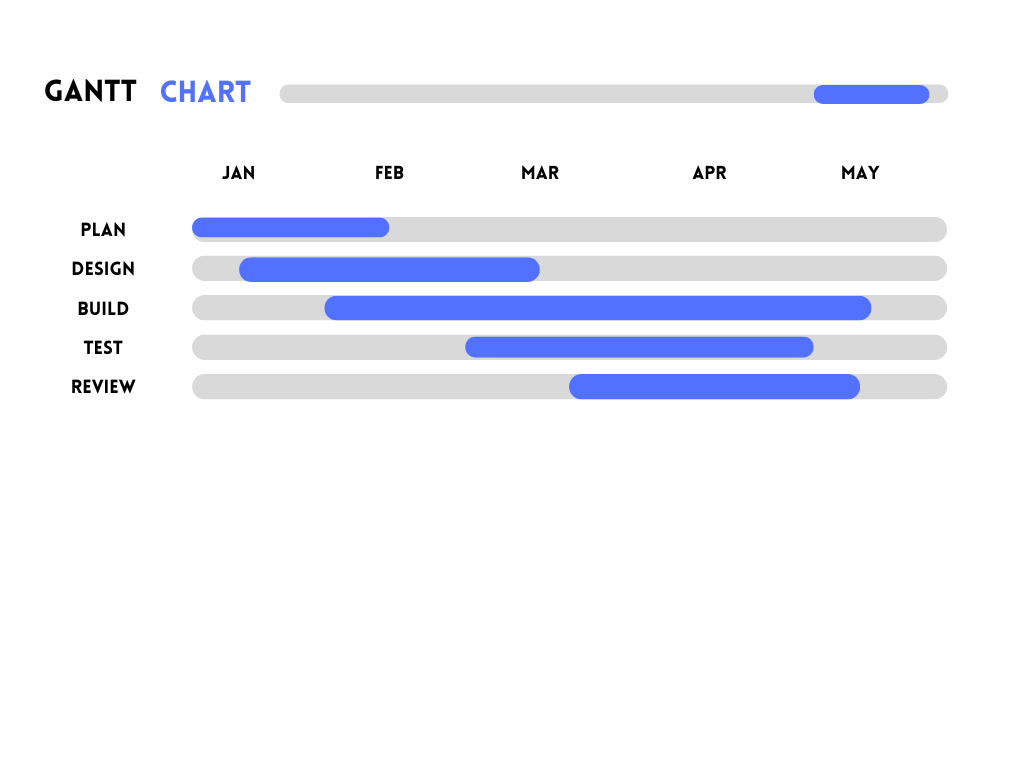 GANTT CHART
JAN FEB MAR APR MAY
PLAN
DESIGN
BUILD
TEST
REVIEW